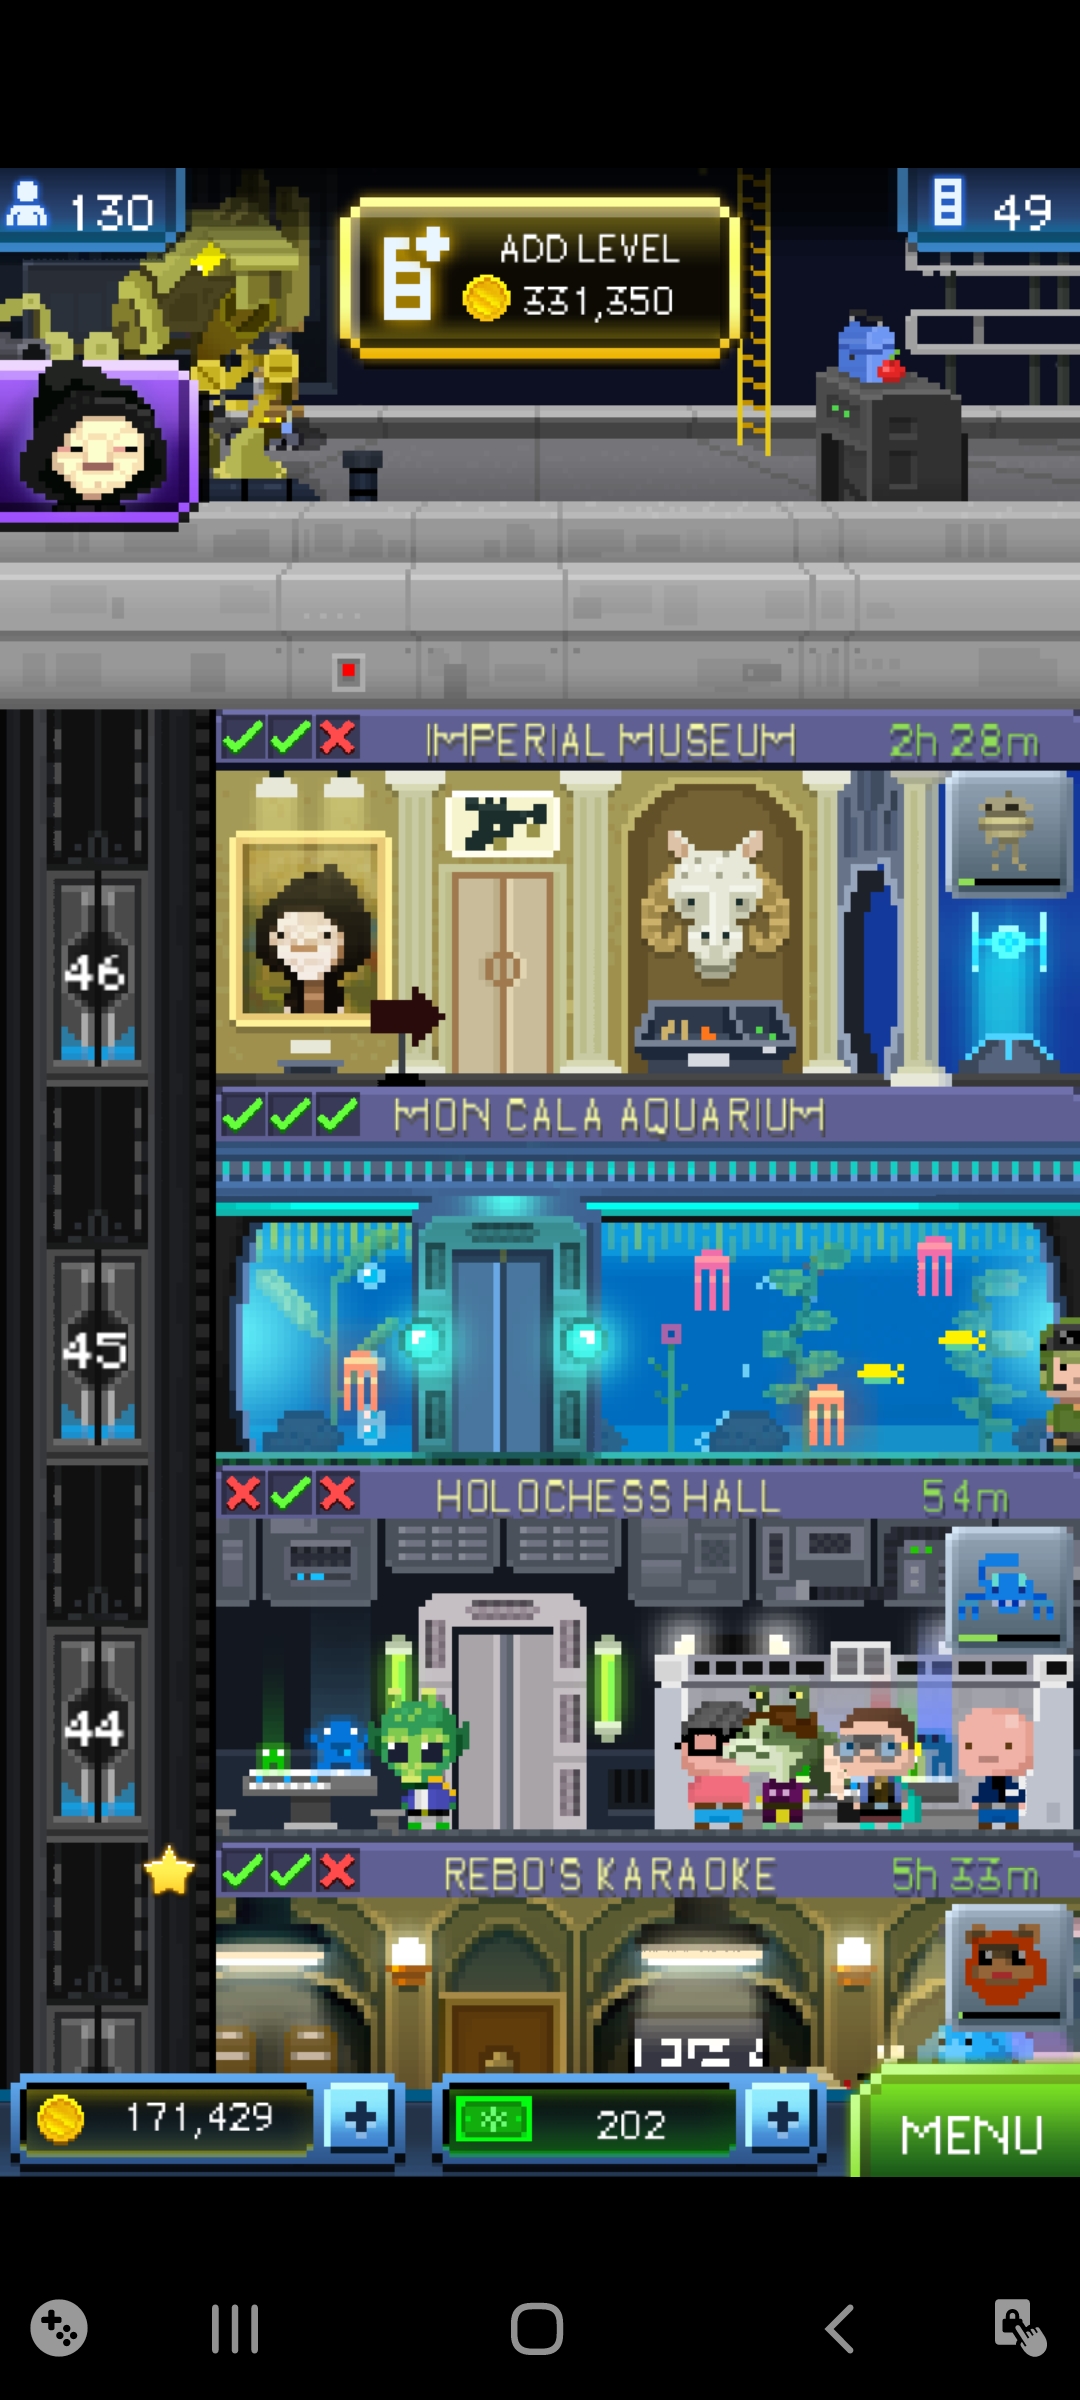 130
ADD LEVEL
331,350
49
IMPERIAL MUSEUM 2h 28m
46
MON CALA AQUARIUM
45
HOLOCHESS HALL 54m
44
REBO'S KARAOKE 5h 33m
171,429
202
MENU